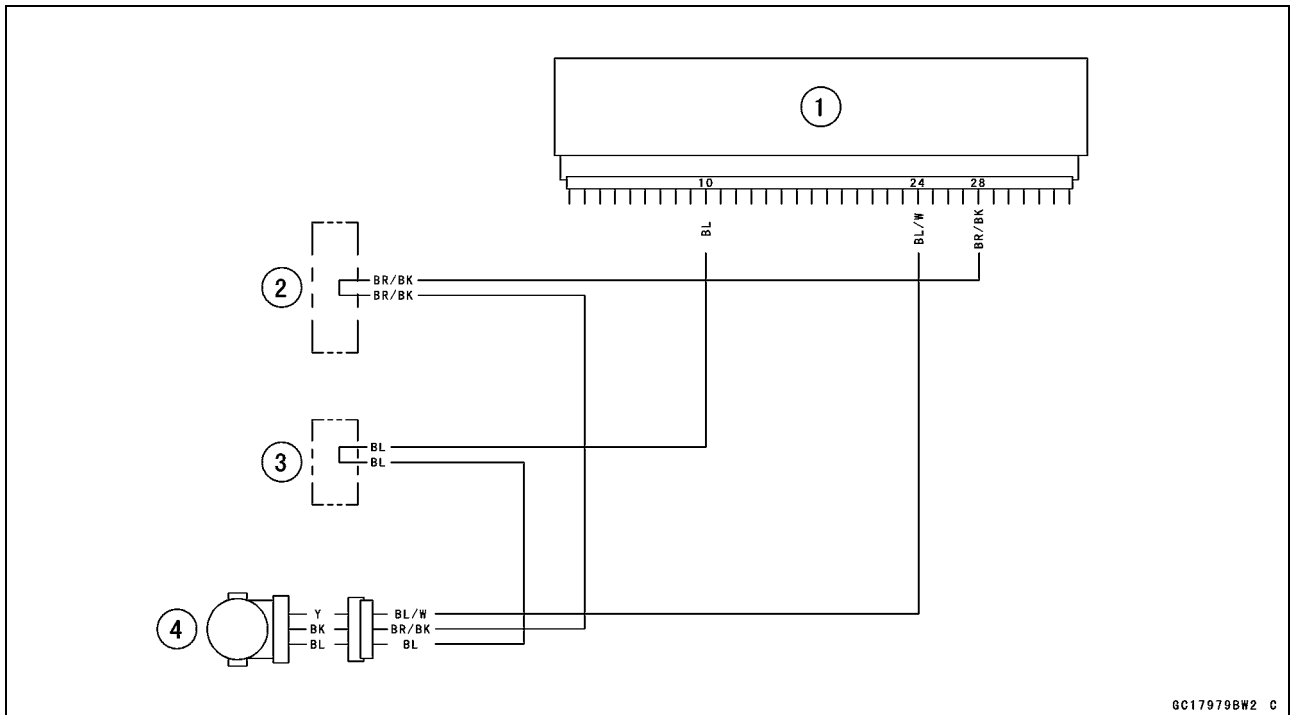 1
10 24 28
BL BL/W BR/BK
2
BR/BK
BR/BK
3
BL
BL
4
Y BL/W
BK BR/BK
BL BL
GC17979BW2 C